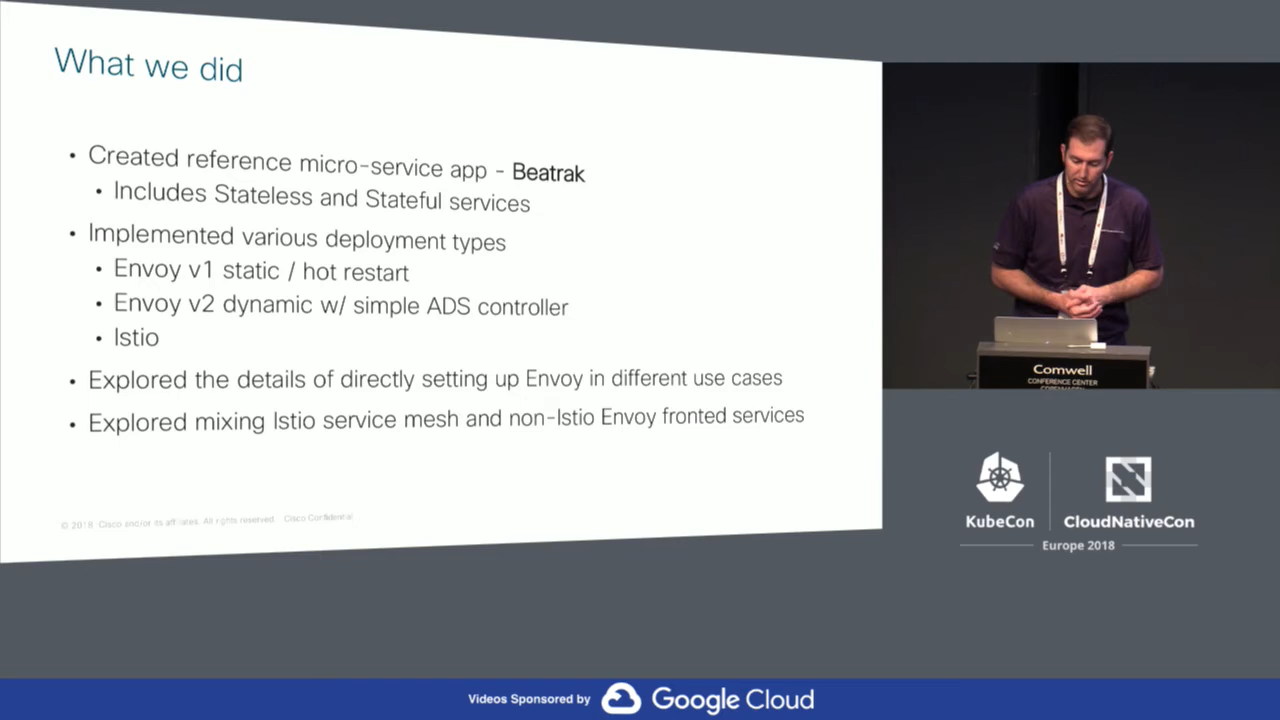 What we did
• Created reference micro-service app - Beatrak
• Includes Stateless and Stateful services
• Implemented various deployment types
• Envoy v1 static / hot restart
• Envoy v2 dynamic w/ simple ADS controller
• Istio
• Explored the details of directly setting up Envoy in different use cases
• Explored mixing Istio service mesh and non-Istio Envoy fronted services
© 2018 Cisco and/or its affiliates. All rights reserved. Cisco Confidential
Comwell
CONFERENCE CENTER
COPENHAGEN
KubeCon
CloudNativeCon
Europe 2018
Videos Sponsored by
Google Cloud